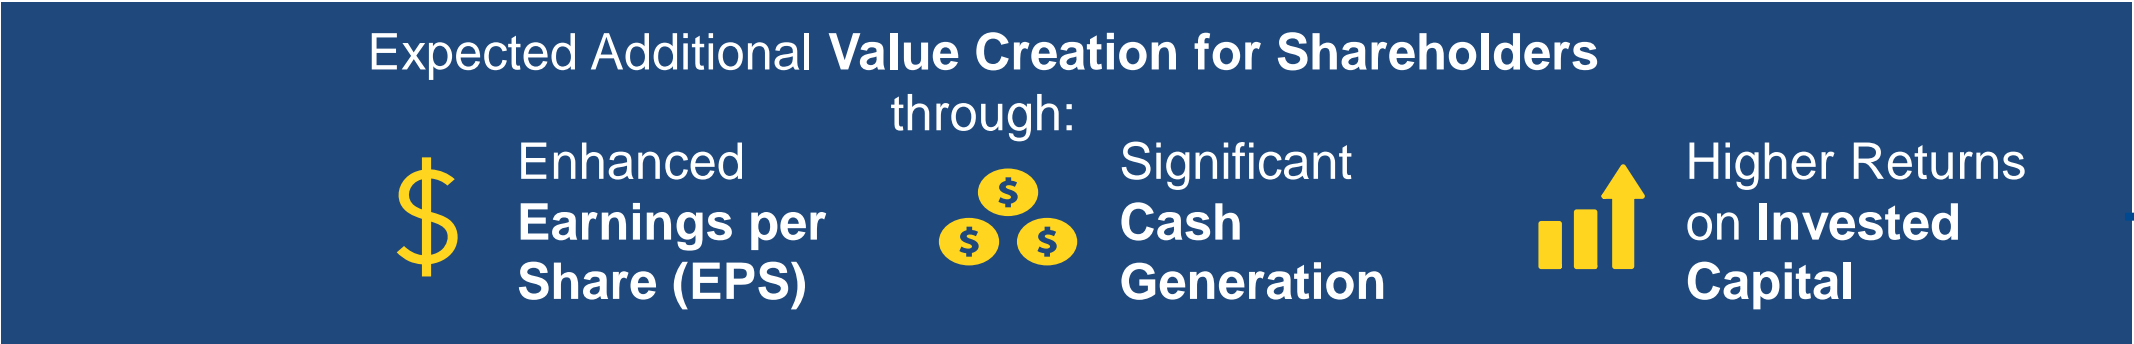 Expected Additional Value Creation for Shareholders
through:
Enhanced
Earnings per
Share (EPS)
$
$ $
Significant
Cash
Generation
Higher Returns
on Invested
Capital